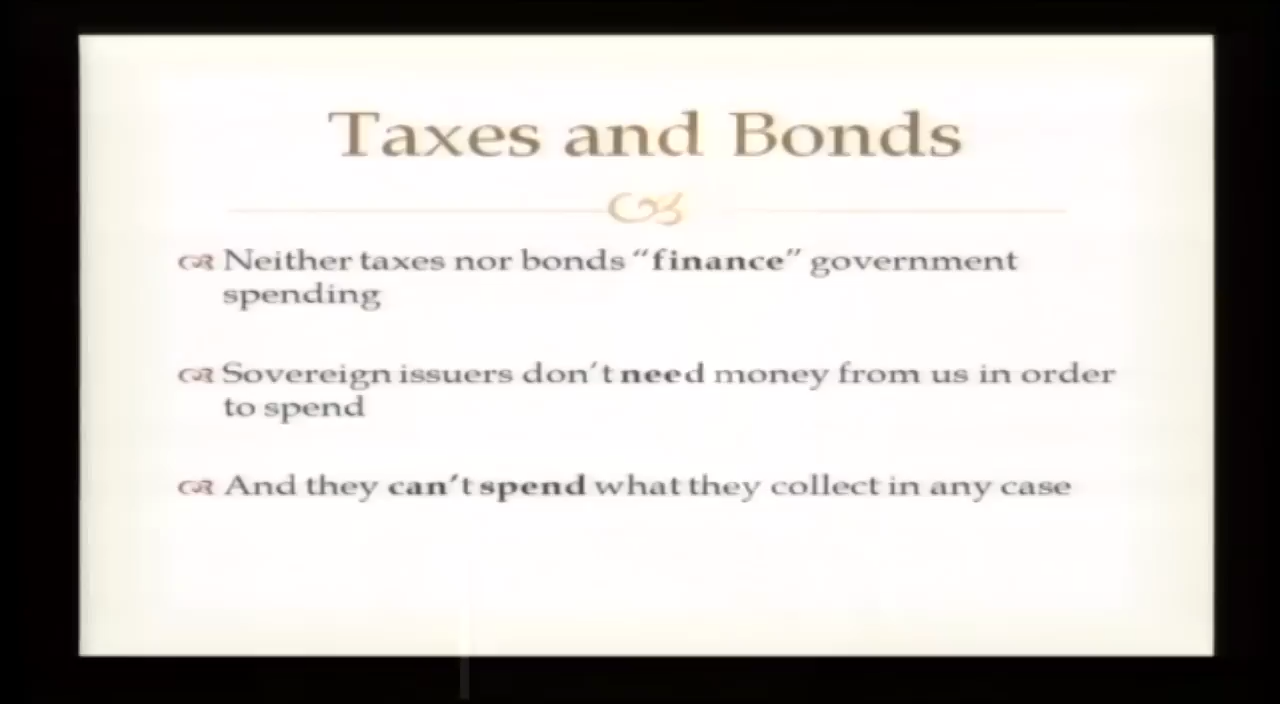 Taxes and Bonds
Neither taxes nor bonds “finance” government
spending
Sovereign issuers don’t need money from us in order
to spend
And they can’t spend what they collect in any case